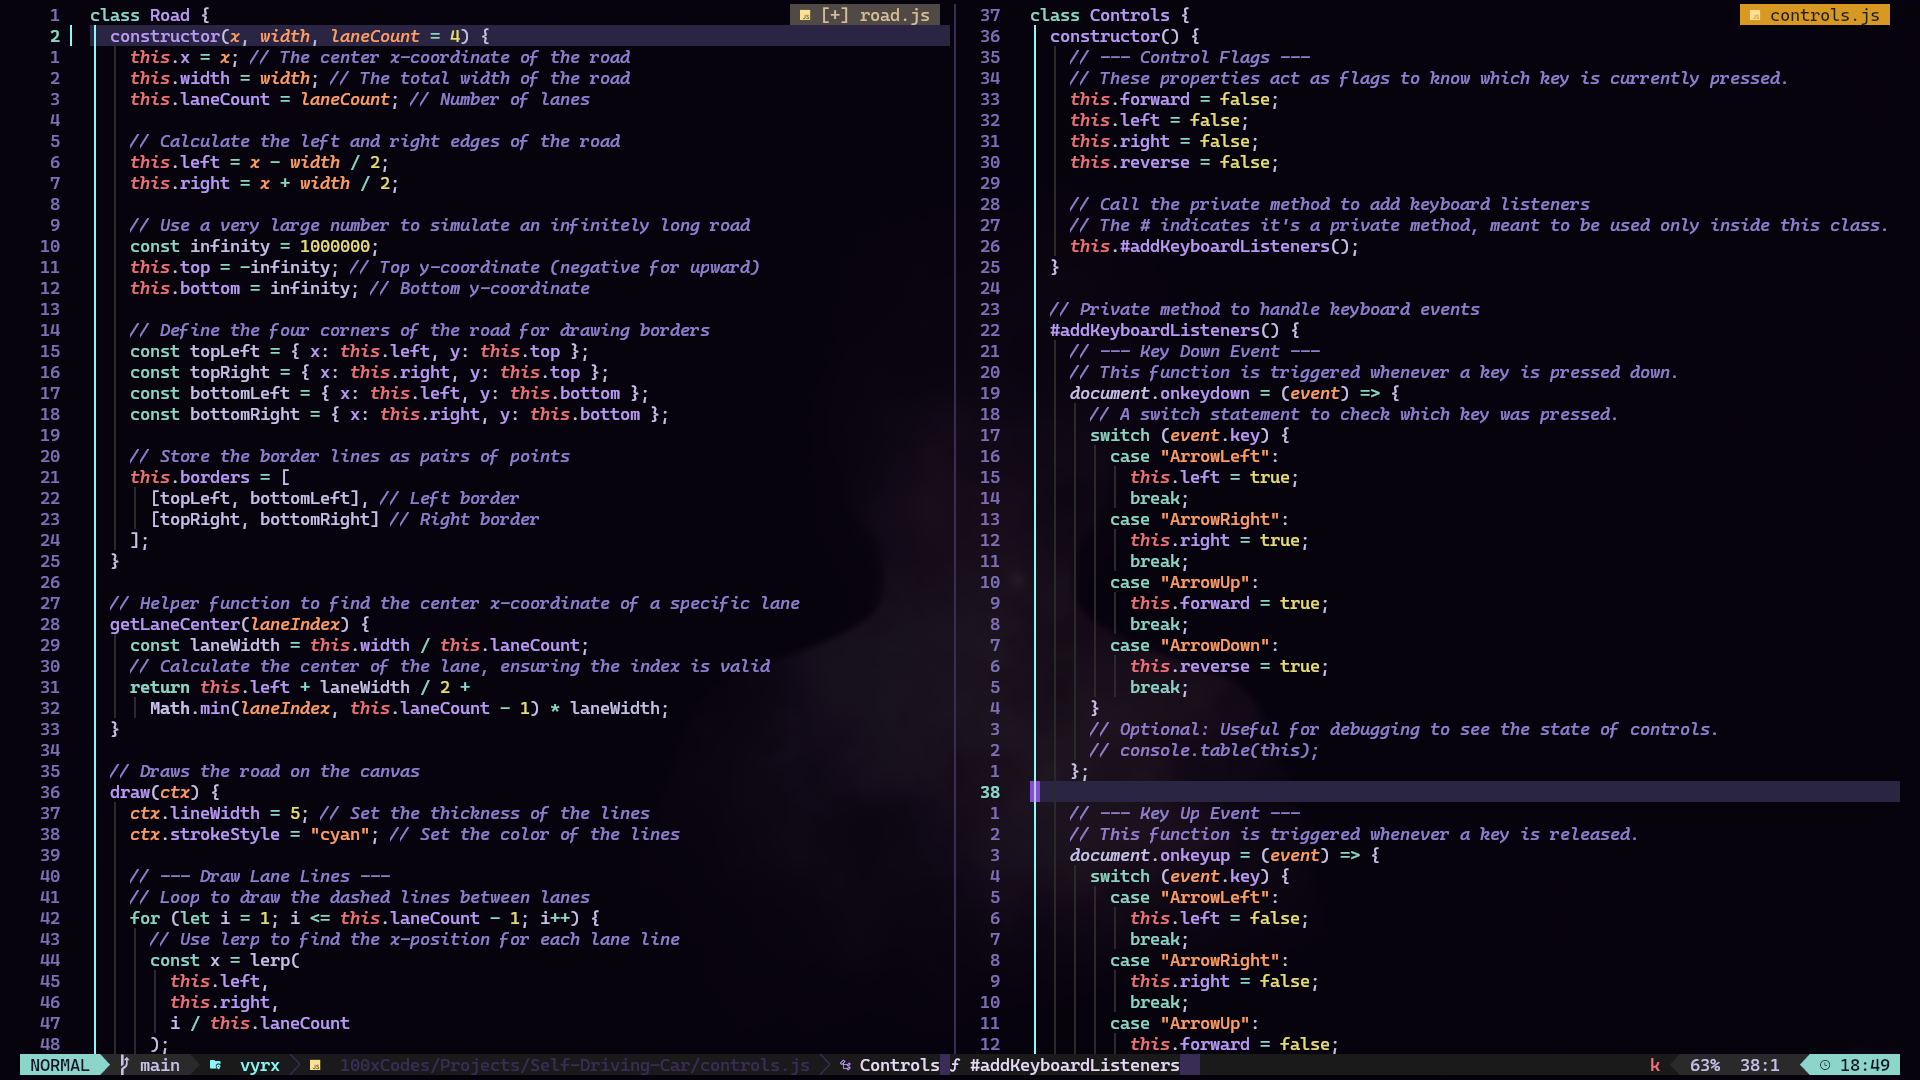 [+] road.js
1 class Road {
2 constructor(x, width, laneCount = 4) {
1 this.x = x; // The center x-coordinate of the road
2 this.width = width; // The total width of the road
3 this.laneCount = laneCount; // Number of lanes
4
5 // Calculate the left and right edges of the road
6 this.left = x - width / 2;
7 this.right = x + width / 2;
8
9 // Use a very large number to simulate an infinitely long road
10 const infinity = 1000000;
11 this.top = -infinity; // Top y-coordinate (negative for upward)
12 this.bottom = infinity; // Bottom y-coordinate
13
14 // Define the four corners of the road for drawing borders
15 const topLeft = { x: this.left, y: this.top };
16 const topRight = { x: this.right, y: this.top };
17 const bottomLeft = { x: this.left, y: this.bottom };
18 const bottomRight = { x: this.right, y: this.bottom };
19
20 // Store the border lines as pairs of points
21 this.borders = [
22 [topLeft, bottomLeft], // Left border
23 [topRight, bottomRight] // Right border
24 ];
25 }
26
27 // Helper function to find the center x-coordinate of a specific lane
28 getLaneCenter(laneIndex) {
29 const laneWidth = this.width / this.laneCount;
30 // Calculate the center of the lane, ensuring the index is valid
31 return this.left + laneWidth / 2 +
32 Math.min(laneIndex, this.laneCount - 1) * laneWidth;
33 }
34
35 // Draws the road on the canvas
36 draw(ctx) {
37 ctx.lineWidth = 5; // Set the thickness of the lines
38 ctx.strokeStyle = "cyan"; // Set the color of the lines
39
40 // --- Draw Lane Lines ---
41 // Loop to draw the dashed lines between lanes
42 for (let i = 1; i <= this.laneCount - 1; i++) {
43 // Use lerp to find the x-position for each lane line
44 const x = lerp(
45 this.left,
46 this.right,
47 i / this.laneCount
48 );
controls.js
37 class Controls {
36 constructor() {
35 // --- Control Flags ---
34 // These properties act as flags to know which key is currently pressed.
33 this.forward = false;
32 this.left = false;
31 this.right = false;
30 this.reverse = false;
29
28 // Call the private method to add keyboard listeners
27 // The # indicates it's a private method, meant to be used only inside this class.
26 this.#addKeyboardListeners();
25 }
24
23 // Private method to handle keyboard events
22 #addKeyboardListeners() {
21 // --- Key Down Event ---
20 // This function is triggered whenever a key is pressed down.
19 document.onkeydown = (event) => {
18 // A switch statement to check which key was pressed.
17 switch (event.key) {
16 case "ArrowLeft":
15 this.left = true;
14 break;
13 case "ArrowRight":
12 this.right = true;
11 break;
10 case "ArrowUp":
9 this.forward = true;
8 break;
7 case "ArrowDown":
6 this.reverse = true;
5 break;
4 }
3 // Optional: Useful for debugging to see the state of controls.
2 // console.table(this);
1 };
38
1 // --- Key Up Event ---
2 // This function is triggered whenever a key is released.
3 document.onkeyup = (event) => {
4 switch (event.key) {
5 case "ArrowLeft":
6 this.left = false;
7 break;
8 case "ArrowRight":
9 this.right = false;
10 break;
11 case "ArrowUp":
12 this.forward = false;
NORMAL main vyrx 100xCodes/Projects/Self-Driving-Car/controls.js Controls ƒ #addKeyboardListeners k 63% 38:1 18:49